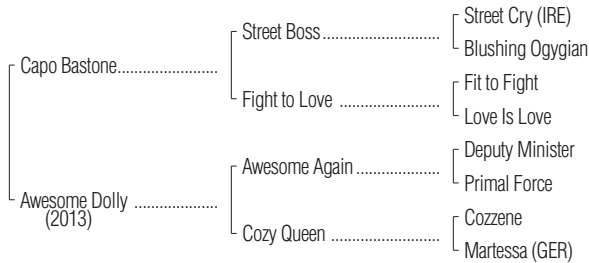 Street Cry (IRE)
Street Boss
Blushing Ogygian
Capo Bastone
Fit to Fight
Fight to Love
Love Is Love
Deputy Minister
Awesome Again
Primal Force
Awesome Dolly
(2013)
Cozzene
Cozy Queen
Martessa (GER)